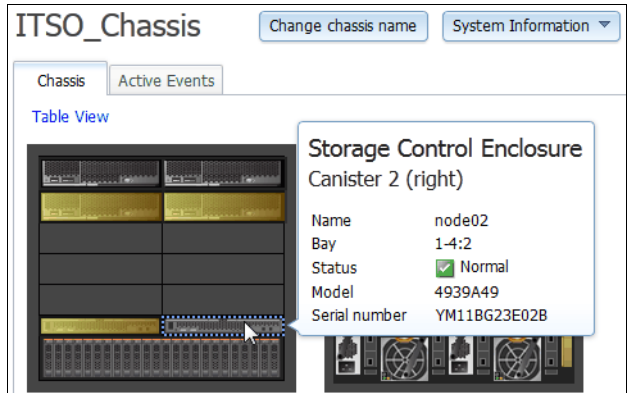 ITSO_Chassis
Change chassis name
System Information
Chassis
Active Events
Table View
Storage Control Enclosure
Canister 2 (right)
Name node02
Bay 1-4:2
Status Normal
Model 4939A49
Serial number YM11BG23E02B